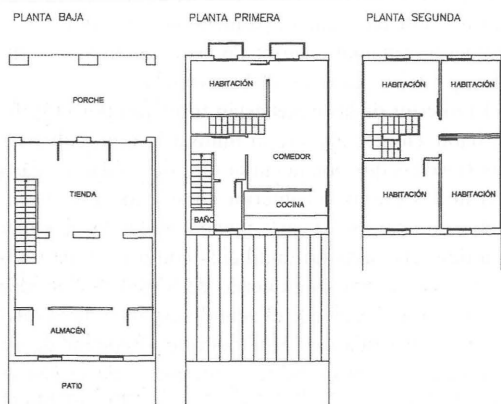 PLANTA BAJA
PORCHE
TIENDA
ALMACÉN
PATIO
PLANTA PRIMERA
HABITACIÓN
COMEDOR
COCINA
BAÑO
PLANTA SEGUNDA
HABITACIÓN
HABITACIÓN
HABITACIÓN
HABITACIÓN